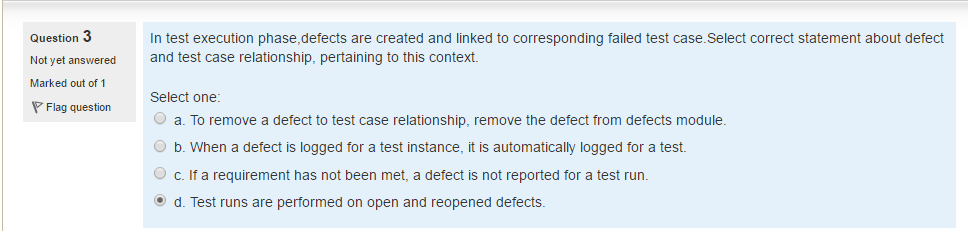 Question 3
Not yet answered
Marked out of 1
Flag question
In test execution phase,defects are created and linked to corresponding failed test case.Select correct statement about defect
and test case relationship, pertaining to this context.
Select one:
a. To remove a defect to test case relationship, remove the defect from defects module.
b. When a defect is logged for a test instance, it is automatically logged for a test.
c. If a requirement has not been met, a defect is not reported for a test run.
d. Test runs are performed on open and reopened defects.